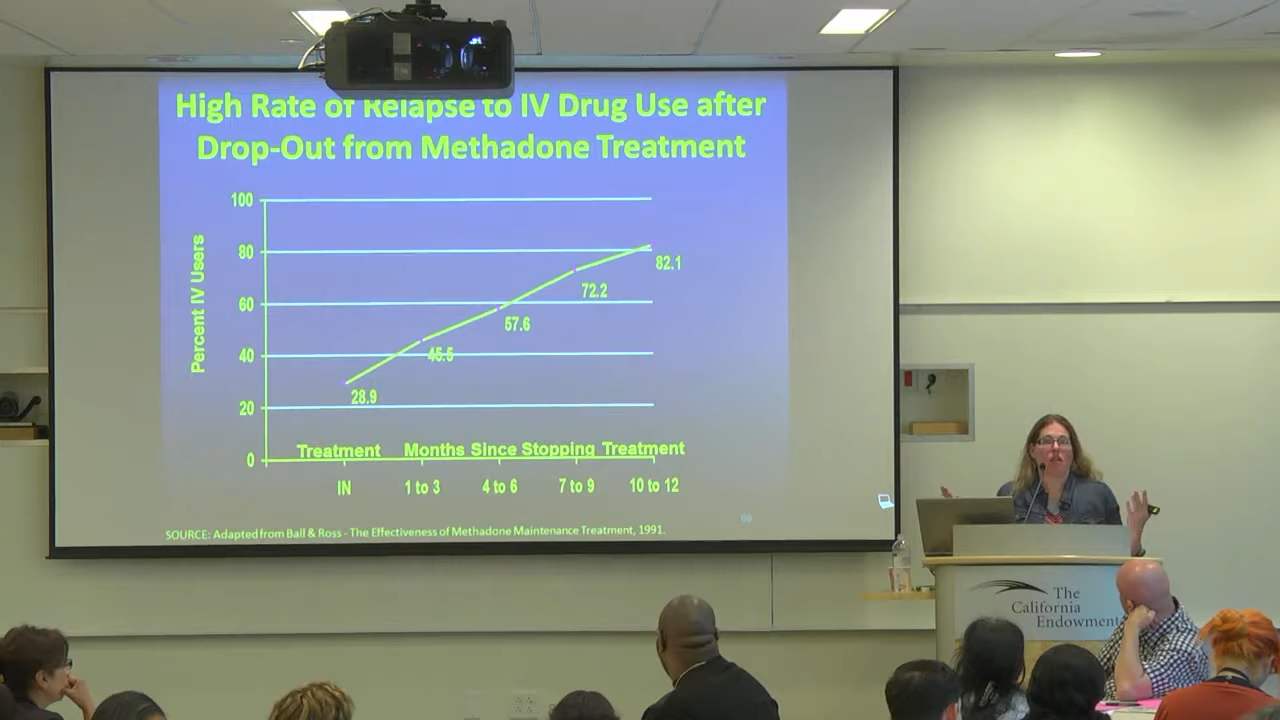 High Rate of Relapse to IV Drug Use after
Drop-Out from Methadone Treatment
Percent IV Users
100
80
60
40
20
0
28.9
45.5
57.6
72.2
82.1
Treatment Months Since Stopping Treatment
IN 1 to 3 4 to 6 7 to 9 10 to 12
SOURCE: Adapted from Ball & Ross - The Effectiveness of Methadone Maintenance Treatment, 1991.
The
California
Endowment